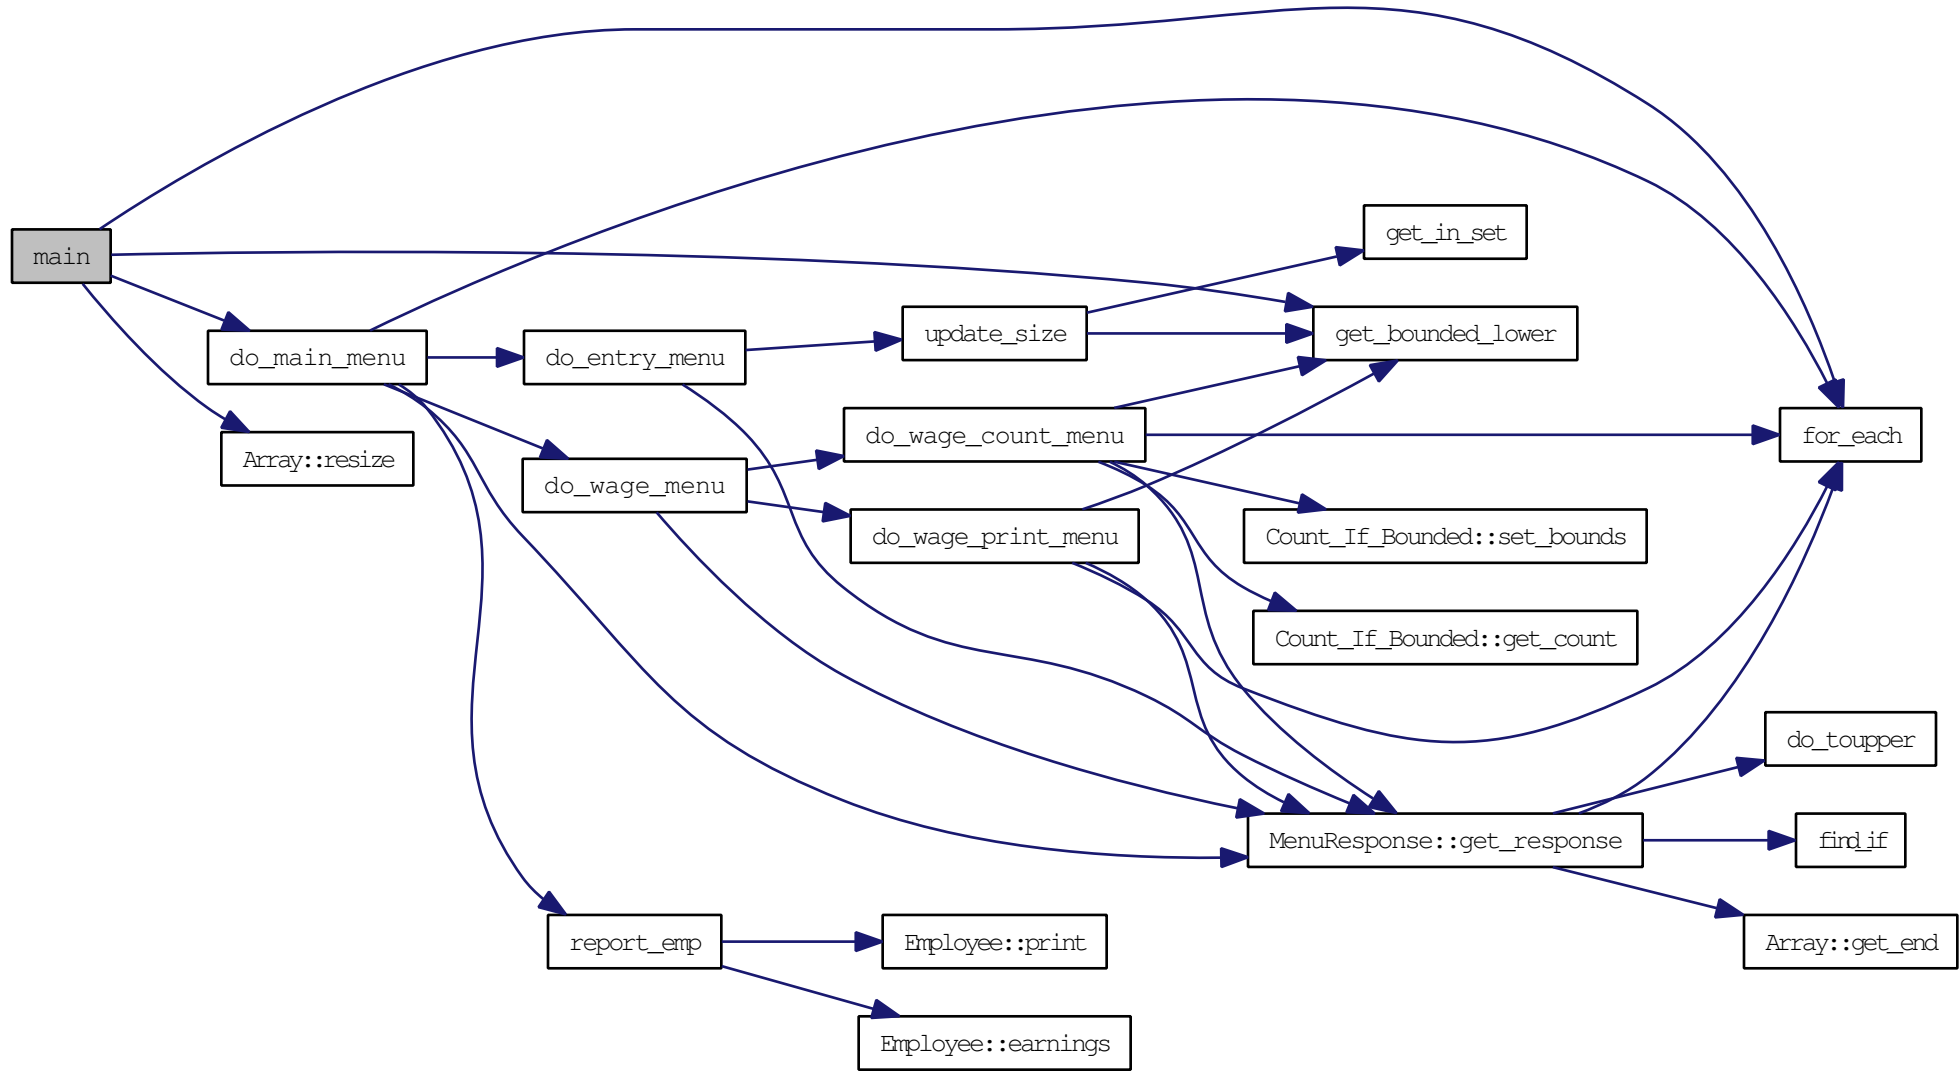 main
do_main_menu
Array::resize
do_entry_menu
do_wage_menu
report_emp
update_size
do_wage_count_menu
do_wage_print_menu
Employee::print
Employee::earnings
get_in_set
get_bounded_lower
Count_If_Bounded::set_bounds
Count_If_Bounded::get_count
MenuResponse::get_response
for_each
do_toupper
find_if
Array::get_end